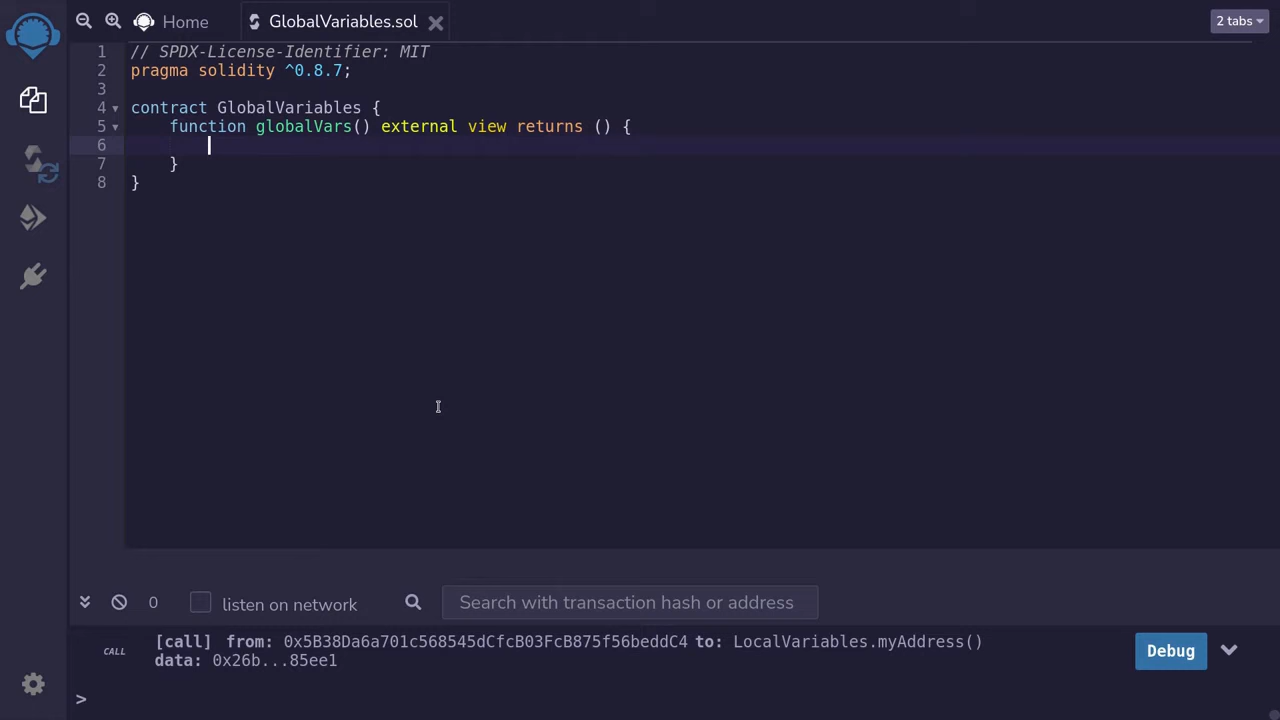 Home
GlobalVariables.sol
2 tabs
1 // SPDX-License-Identifier: MIT
2 pragma solidity ^0.8.7;
3
4 contract GlobalVariables {
5 function globalVars() external view returns () {
6
7 }
8 }
0
listen on network
Search with transaction hash or address
CALL
[call] from: 0x5B38Da6a701c568545dCfcB03FcB875f56beddC4 to: LocalVariables.myAddress()
data: 0x26b...85ee1
Debug
>